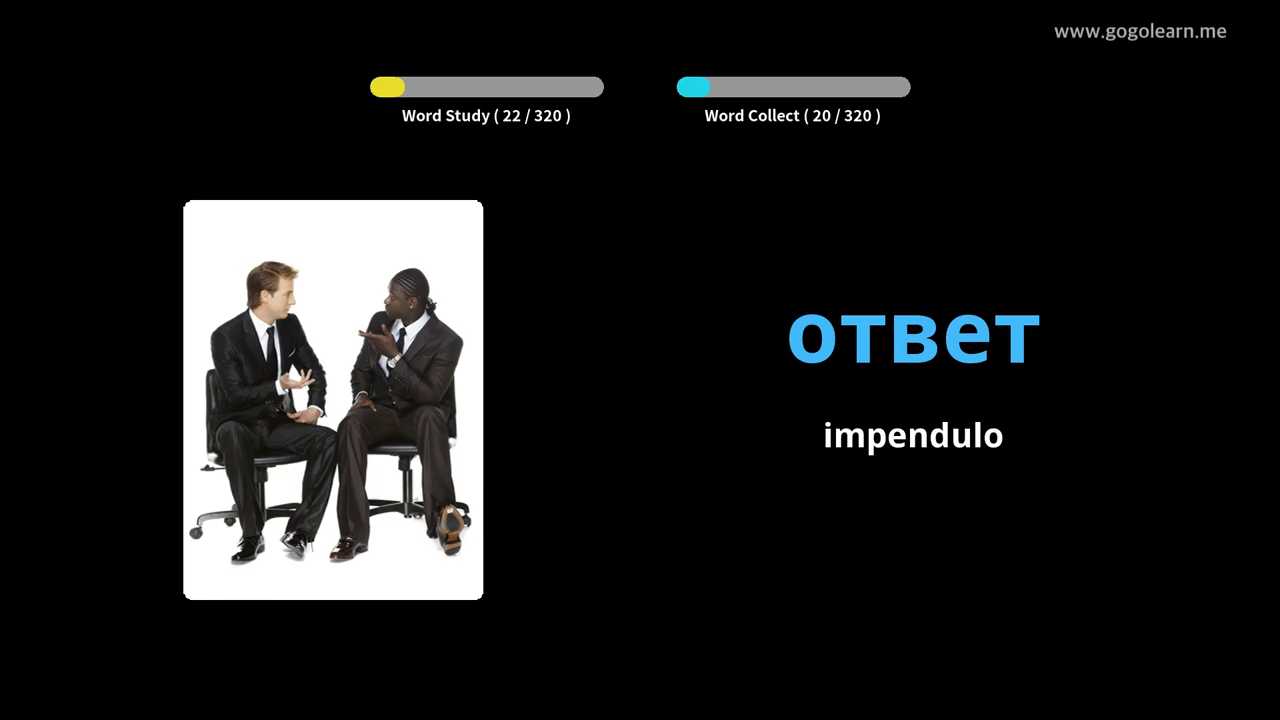 www.gogolearn.me
Word Study ( 22 / 320 )
Word Collect ( 20 / 320 )
ответ
impendulo